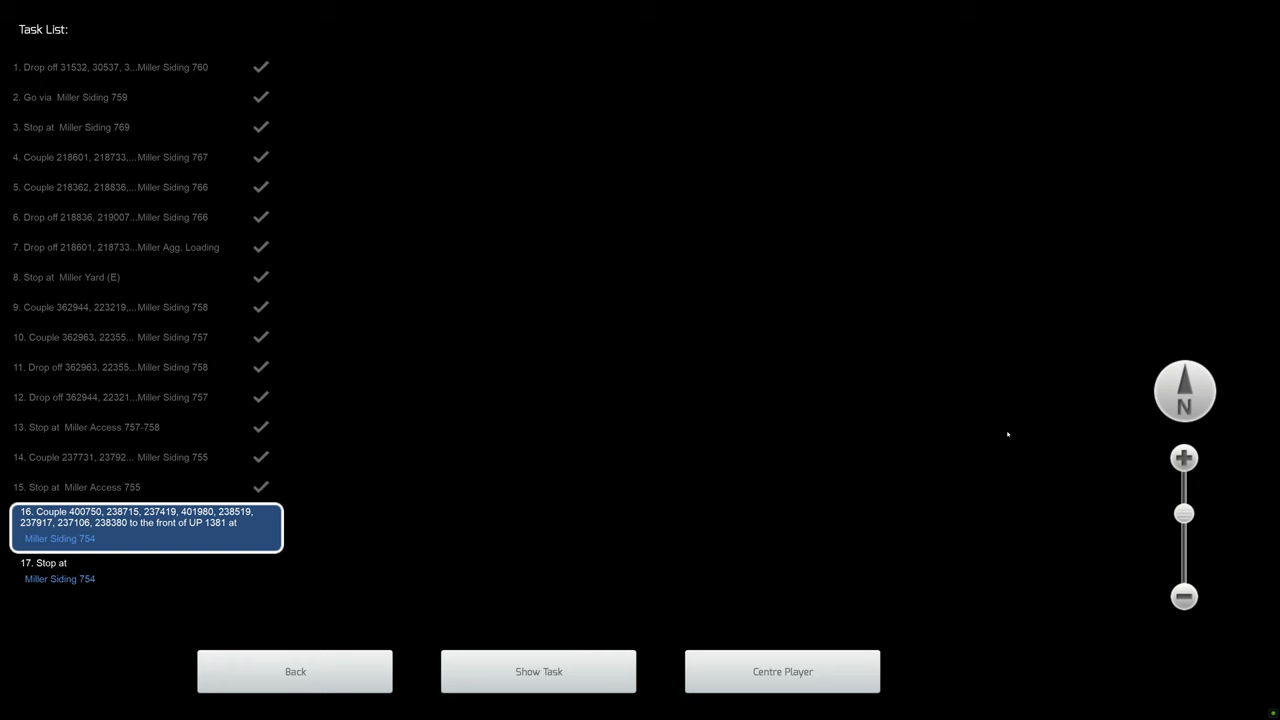 Task List:
1. Drop off 31532, 30537, 3...Miller Siding 760
2. Go via Miller Siding 759
3. Stop at Miller Siding 769
4. Couple 218601, 218733,...Miller Siding 767
5. Couple 218362, 218836,...Miller Siding 766
6. Drop off 218836, 219007...Miller Siding 766
7. Drop off 218601, 218733...Miller Agg. Loading
8. Stop at Miller Yard (E)
9. Couple 362944, 223219,...Miller Siding 758
10. Couple 362963, 22355... Miller Siding 757
11. Drop off 362963, 22355...Miller Siding 758
12. Drop off 362944, 22321...Miller Siding 757
13. Stop at Miller Access 757-758
14. Couple 237731, 23792... Miller Siding 755
15. Stop at Miller Access 755
16. Couple 400750, 238715, 237419, 401980, 238519,
237917, 237106, 238380 to the front of UP 1381 at
Miller Siding 754
17. Stop at
Miller Siding 754
N
Back
Show Task
Centre Player